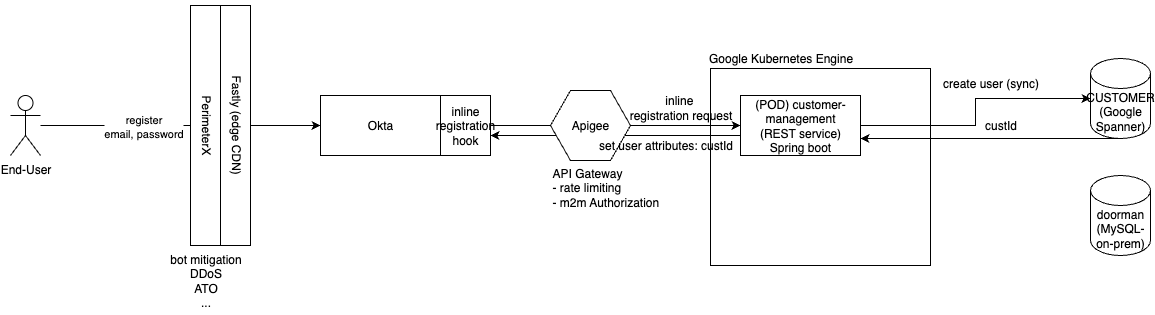 Google Kubernetes Engine
End-User
register
email, password
PerimeterX
Fastly (edge CDN)
bot mitigation
DDoS
ATO
...
Okta
inline
registration
hook
Apigee
API Gateway
- rate limiting
- m2m Authorization
inline
registration request
set user attributes: custId
(POD) customer-
management
(REST service)
Spring boot
create user (sync)
custId
CUSTOMER
(Google
Spanner)
doorman
(MySQL-
on-prem)